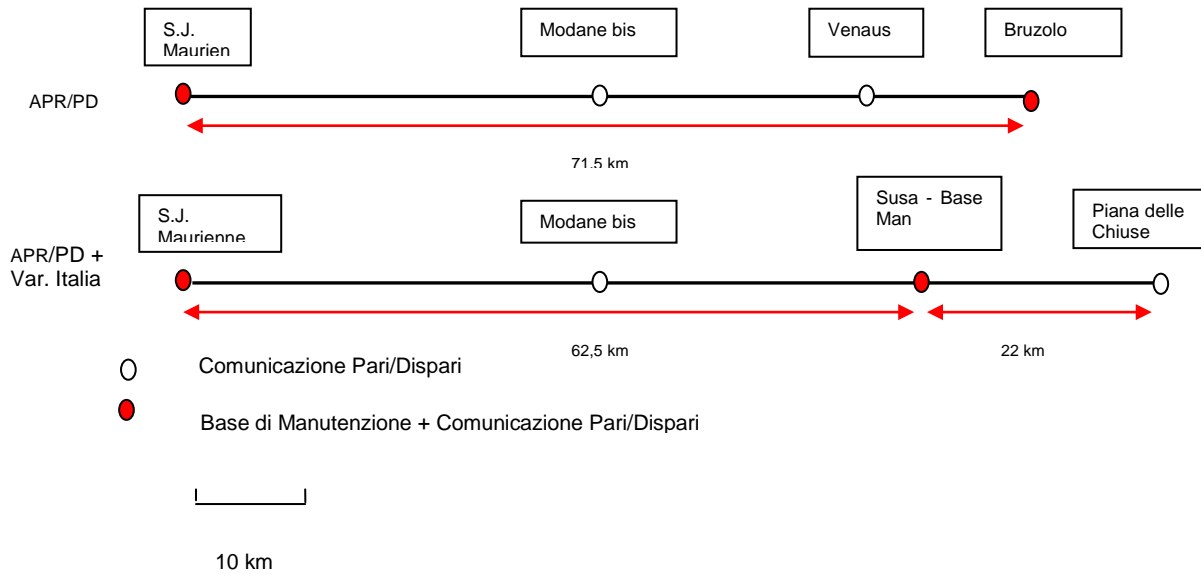 S.J.
Maurien
Modane bis
Venaus
Bruzolo
APR/PD
71,5 km
S.J.
Maurienne
Modane bis
Susa - Base
Man
Piana delle
Chiuse
APR/PD +
Var. Italia
62,5 km
22 km
Comunicazione Pari/Dispari
Base di Manutenzione + Comunicazione Pari/Dispari
10 km